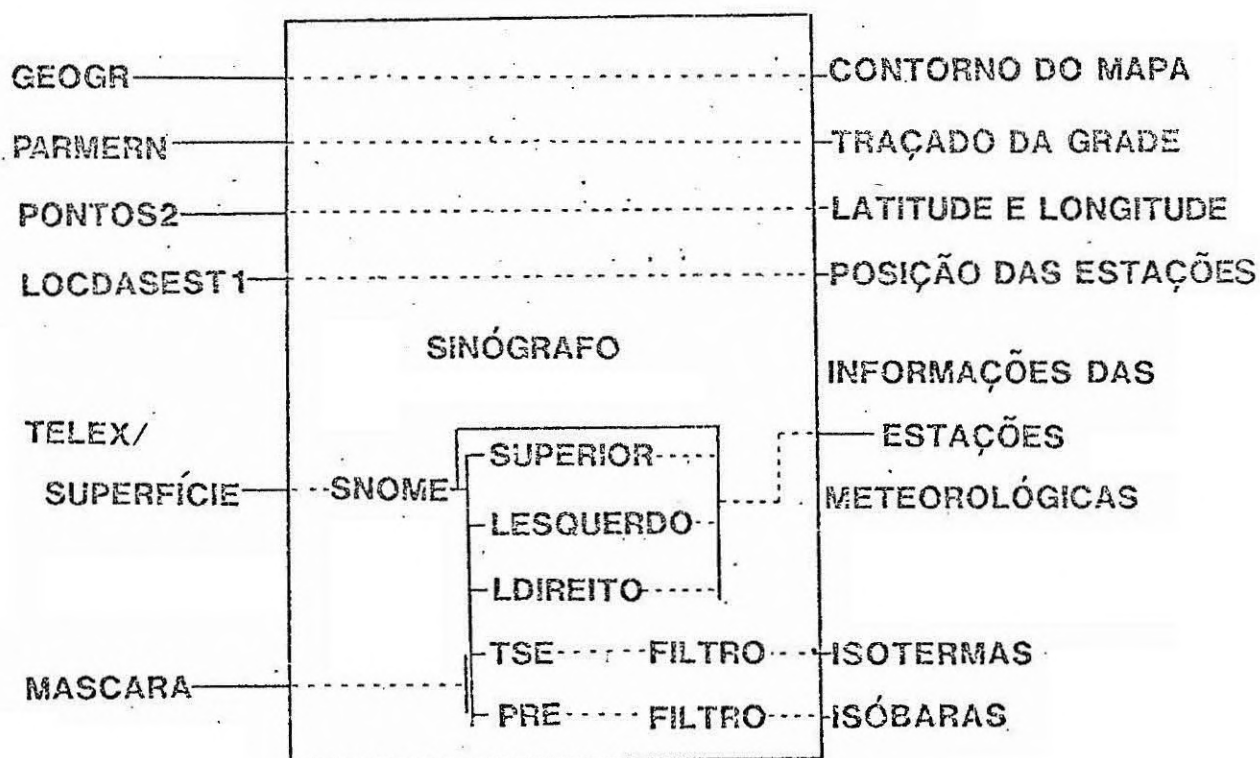 GEOGR CONTORNO DO MAPA
PARMERN TRAÇADO DA GRADE
PONTOS2 LATITUDE E LONGITUDE
LOCDASEST1 POSIÇÃO DAS ESTAÇÕES
SINÓGRAFO
INFORMAÇÕES DAS
TELEX/ SUPERIOR ESTAÇÕES
SUPERFÍCIE SNOME METEOROLÓGICAS
LESQUERDO
LDIREITO
TSE FILTRO ISOTERMAS
MASCARA
PRE FILTRO ISÓBARAS